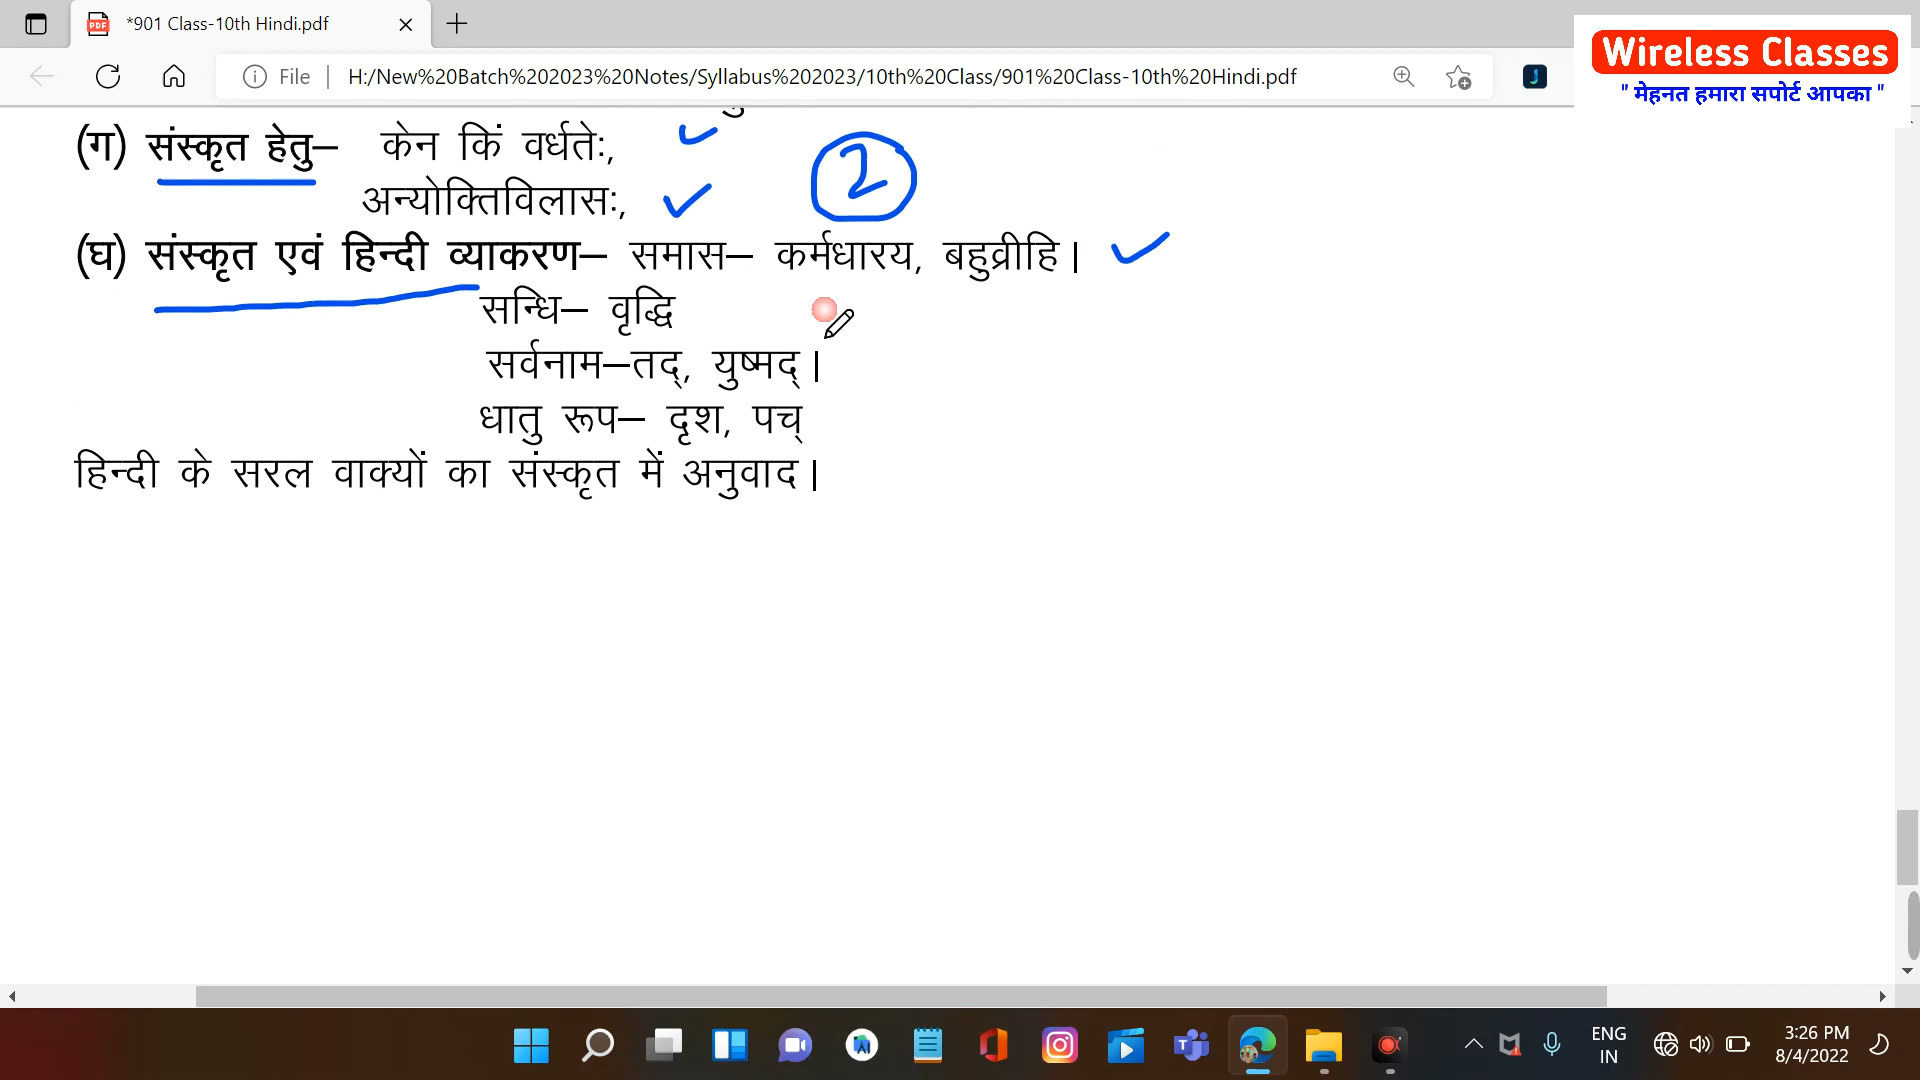 *901 Class-10th Hindi.pdf
File
H:/New%20Batch%202023%20Notes/Syllabus%202023/10th%20Class/901%20Class-10th%20Hindi.pdf
Wireless Classes
" मेहनत हमारा सपोर्ट आपका "
(ग) संस्कृत हेतु– केन किं वर्धतेः,
2
अन्योक्तिविलासः,
(घ) संस्कृत एवं हिन्दी व्याकरण– समास– कर्मधारय, बहुव्रीहि।
सन्धि– वृद्धि
सर्वनाम–तद्, युष्मद्।
धातु रूप– दृश, पच्
हिन्दी के सरल वाक्यों का संस्कृत में अनुवाद।
ENG
IN
3:26 PM
8/4/2022